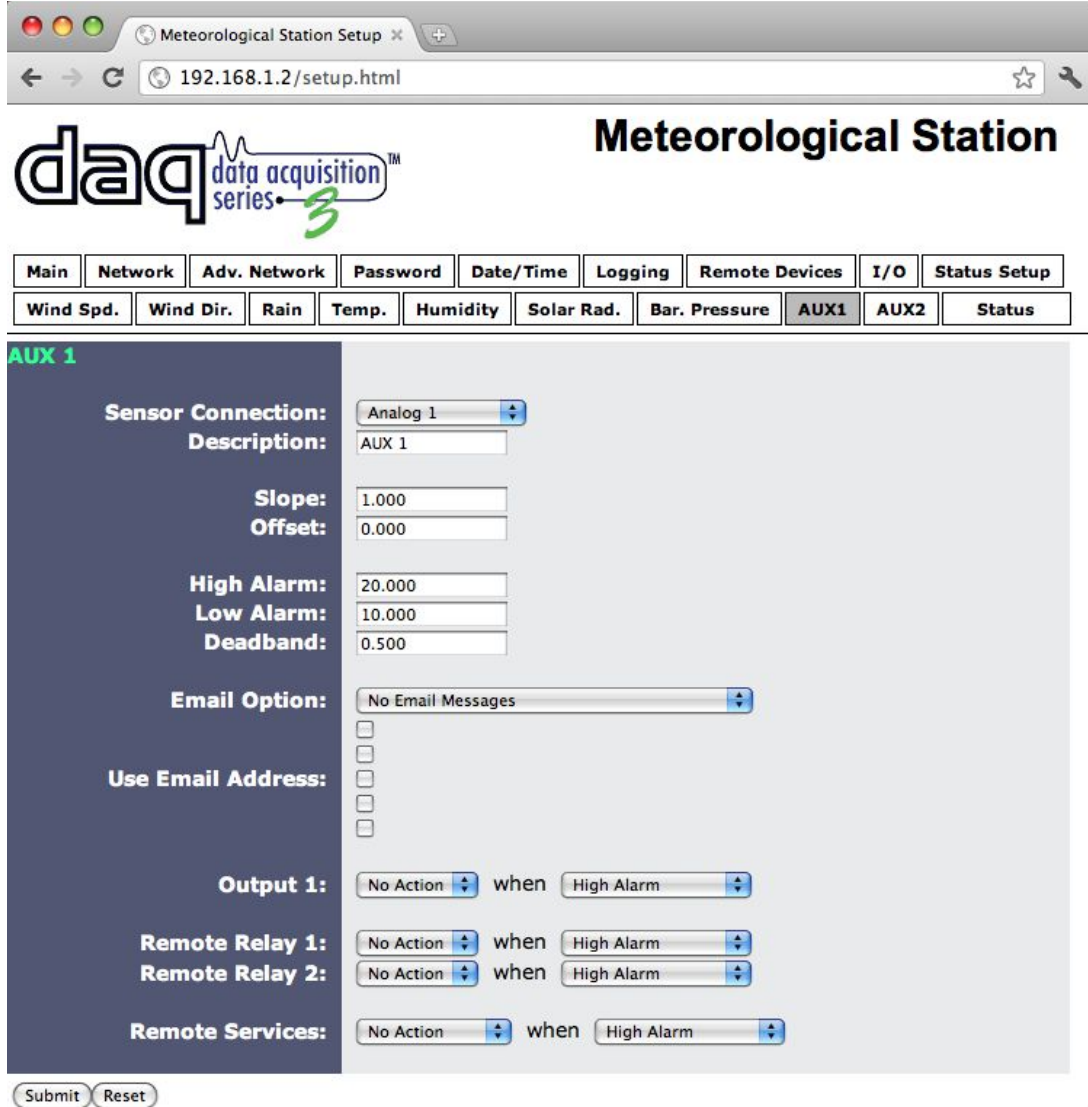 Meteorological Station Setup
192.168.1.2/setup.html
daq data acquisition series 3 TM
Meteorological Station
Main Network Adv. Network Password Date/Time Logging Remote Devices I/O Status Setup
Wind Spd. Wind Dir. Rain Temp. Humidity Solar Rad. Bar. Pressure AUX1 AUX2 Status
AUX 1
Sensor Connection: Analog 1
Description: AUX 1
Slope: 1.000
Offset: 0.000
High Alarm: 20.000
Low Alarm: 10.000
Deadband: 0.500
Email Option: No Email Messages
Use Email Address:
Output 1: No Action when High Alarm
Remote Relay 1: No Action when High Alarm
Remote Relay 2: No Action when High Alarm
Remote Services: No Action when High Alarm
Submit Reset